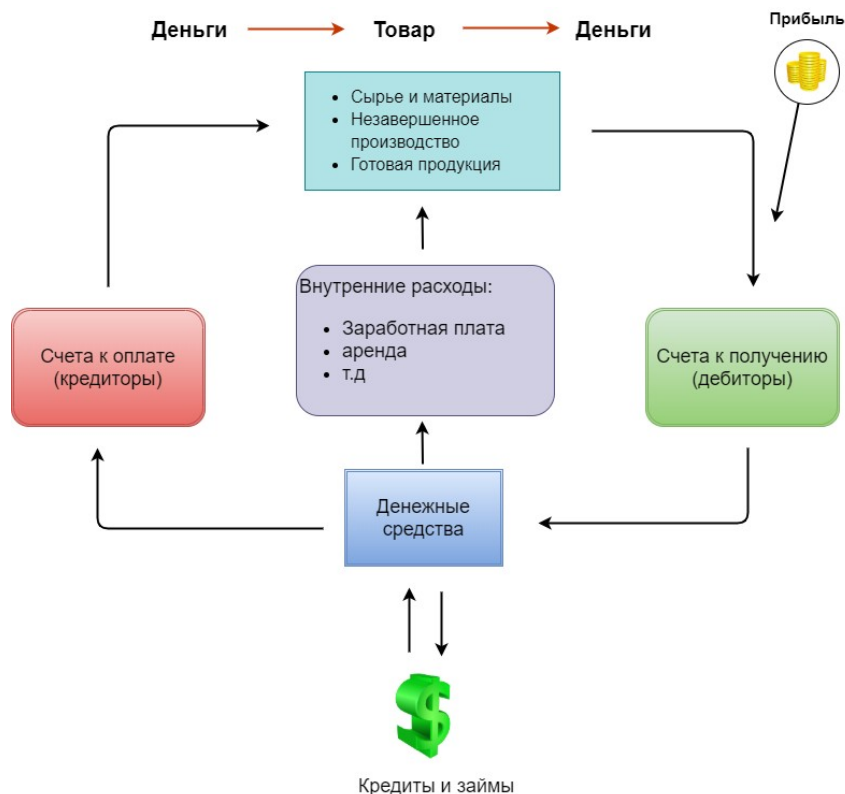 Деньги Товар Деньги
Прибыль
Сырье и материалы
Незавершенное
производство
Готовая продукция
Внутренние расходы:
Заработная плата
аренда
т.д
Счета к оплате
(кредиторы)
Счета к получению
(дебиторы)
Денежные
средства
$
Кредиты и займы